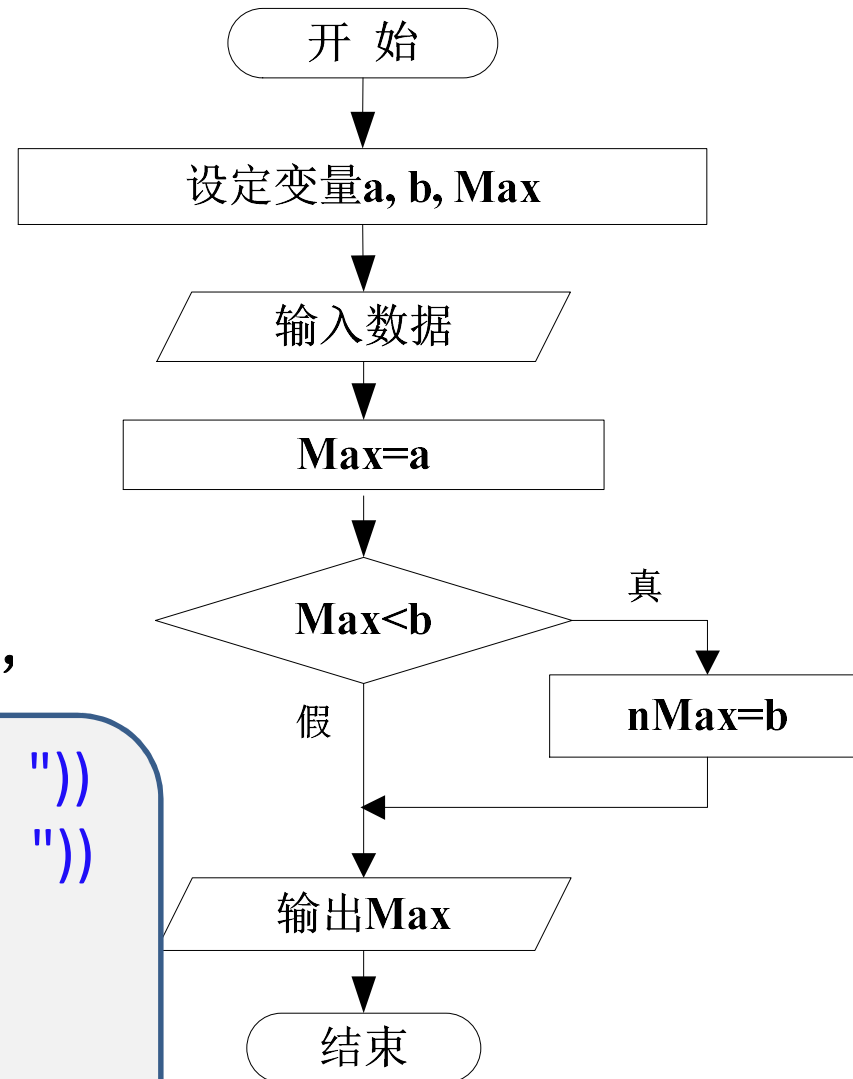 开 始
设定变量a, b, Max
输入数据
Max=a
Max<b
真
,
假
nMax=b
"))
"))
输出Max
结束